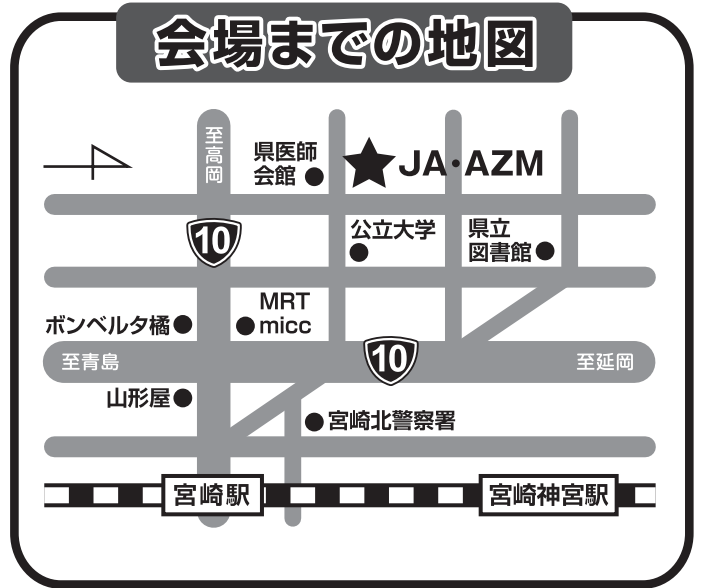 会場までの地図
至高岡
県医師
会館
JA・AZM
10
公立大学
県立
図書館
MRT
micc
ボンベルタ橘
至青島
10
至延岡
山形屋
宮崎北警察署
宮崎駅
宮崎神宮駅